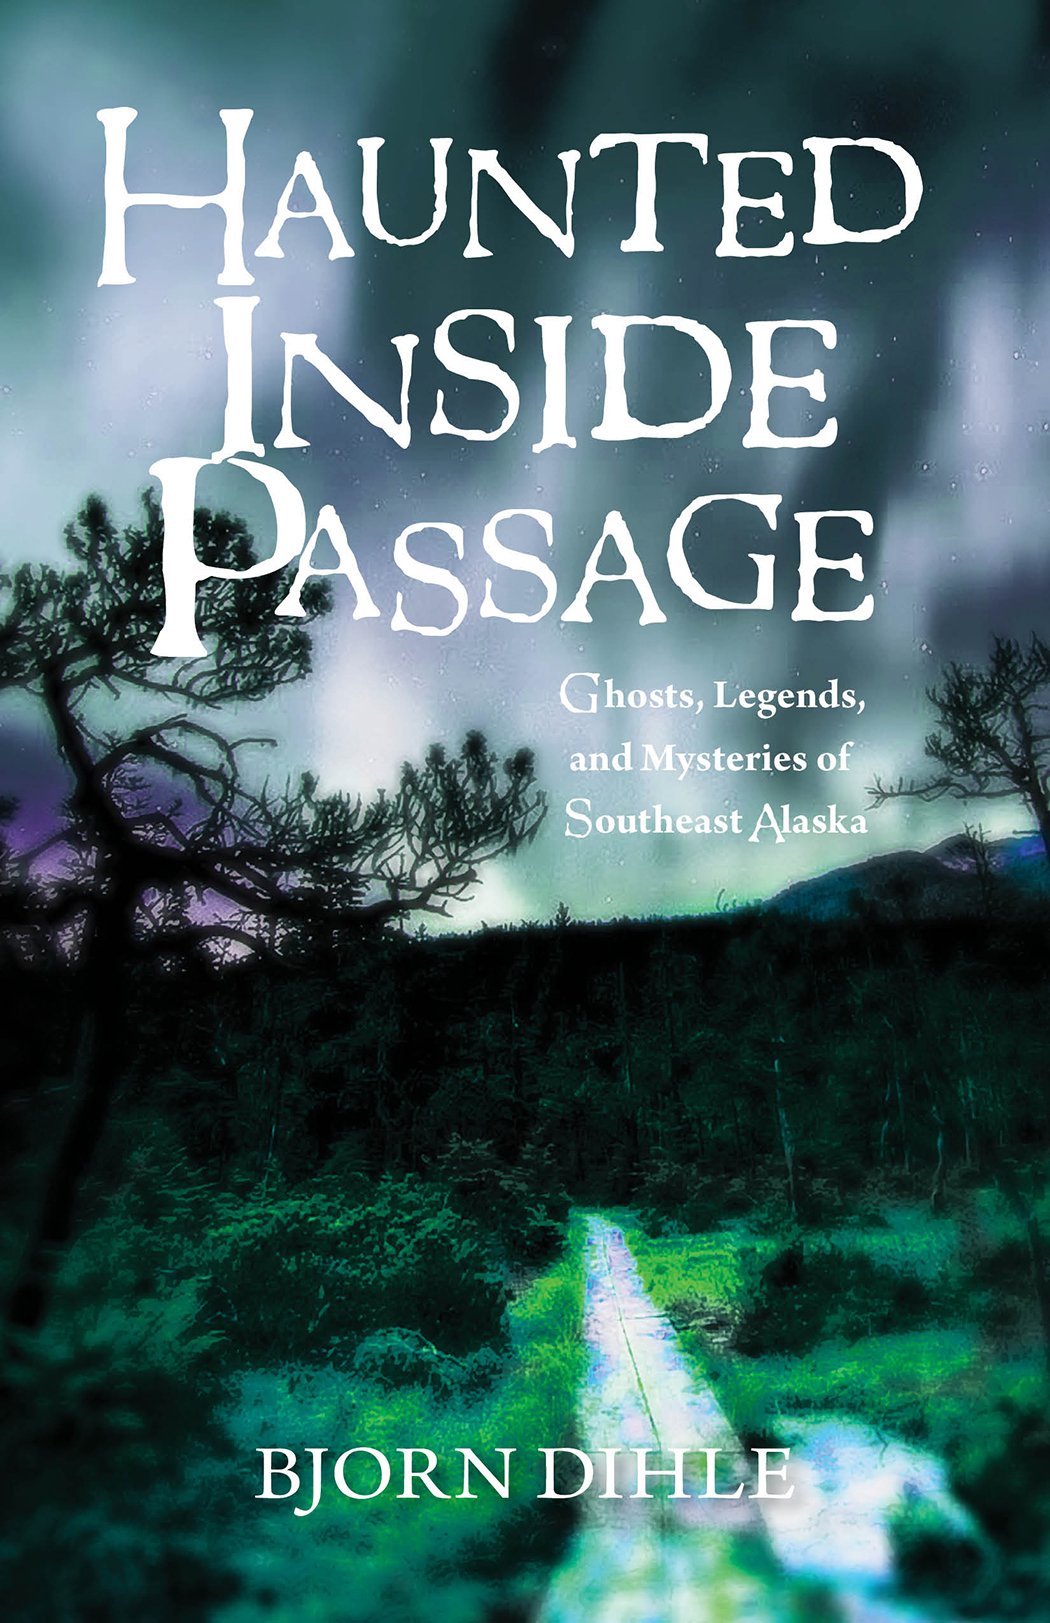 HAUNTED
INSIDE
PASSAGE
Ghosts, Legends,
and Mysteries of
Southeast Alaska
BJORN DIHLE